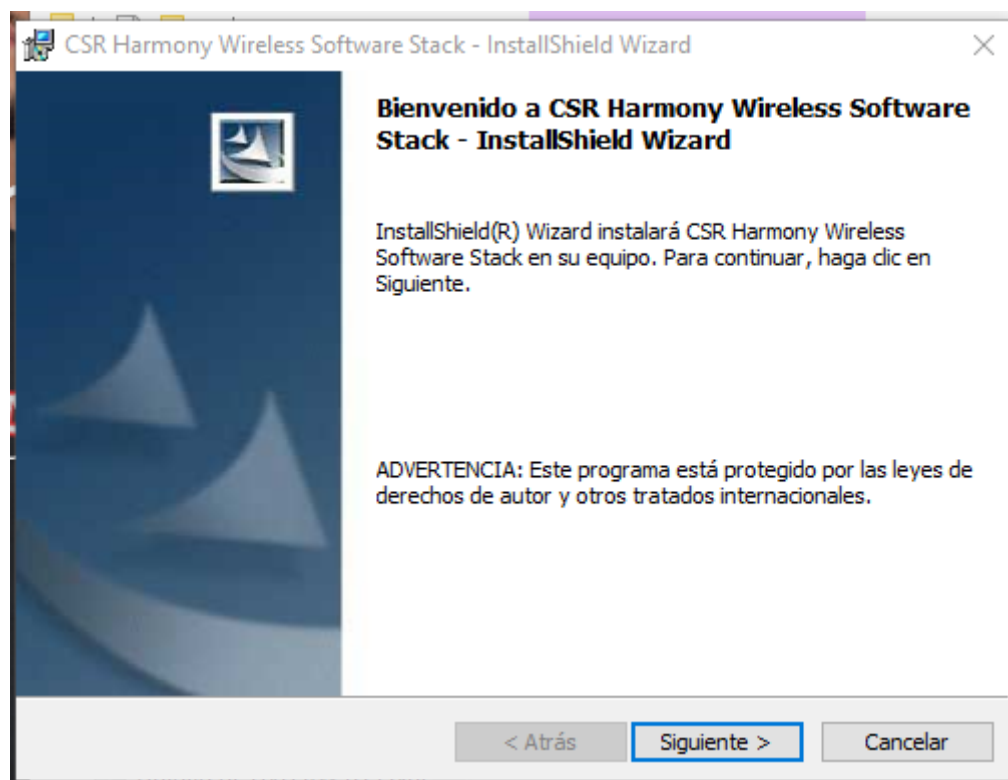 CSR Harmony Wireless Software Stack - InstallShield Wizard
Bienvenido a CSR Harmony Wireless Software
Stack - InstallShield Wizard
InstallShield(R) Wizard instalará CSR Harmony Wireless
Software Stack en su equipo. Para continuar, haga clic en
Siguiente.
ADVERTENCIA: Este programa está protegido por las leyes de
derechos de autor y otros tratados internacionales.
< Atrás
Siguiente >
Cancelar